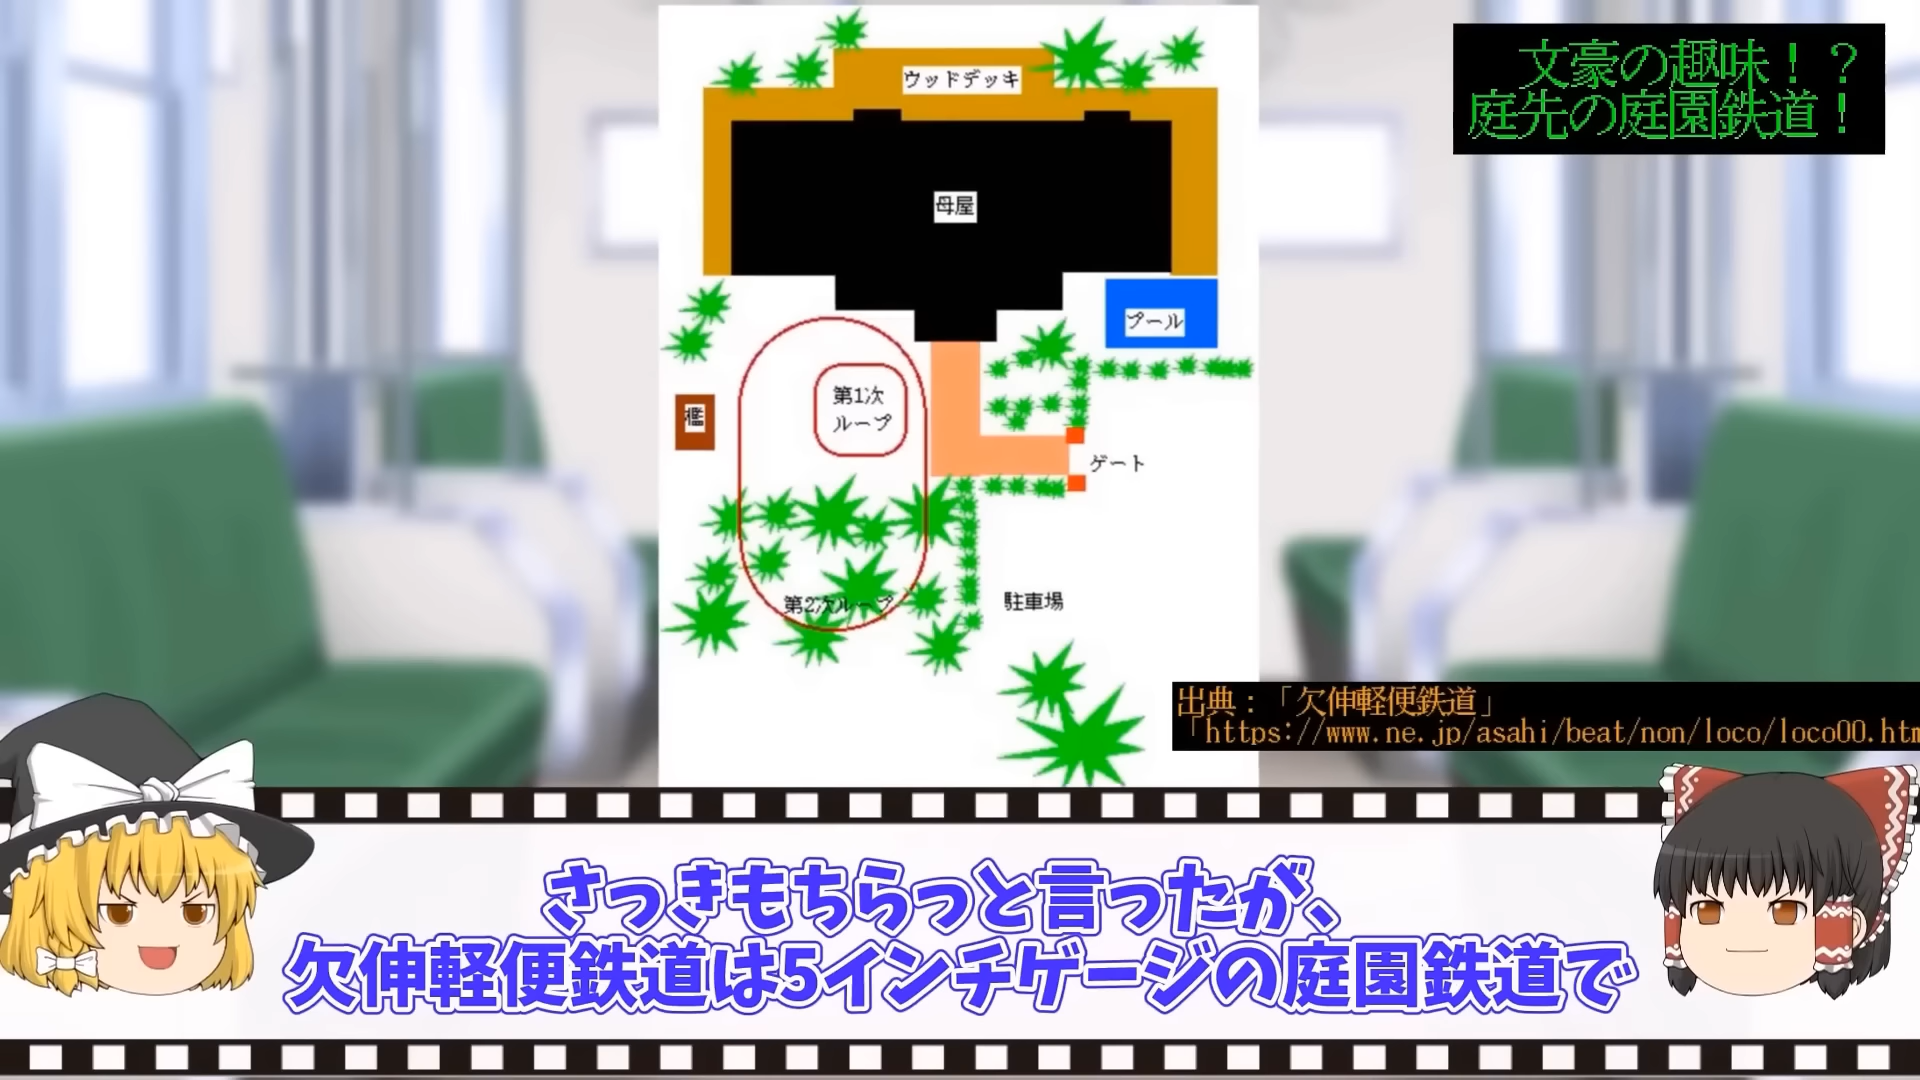 文豪の趣味！？
庭先の庭園鉄道！
ウッドデッキ
母屋
プール
第1次
ループ
檻
ゲート
第2次ループ
駐車場
出典：「欠伸軽便鉄道」
「https://www.ne.jp/asahi/beat/non/loco/loco00.htm
さっきもちらっと言ったが、
欠伸軽便鉄道は5インチゲージの庭園鉄道で